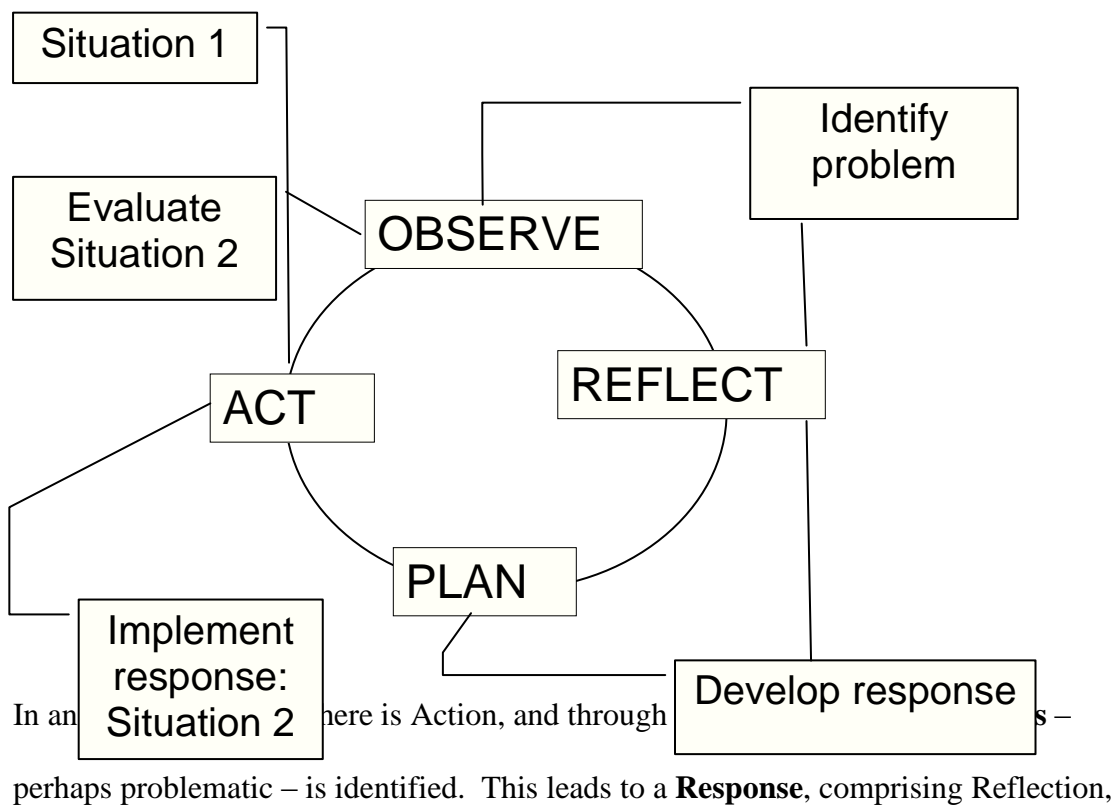 Situation 1
Identify
problem
Evaluate
Situation 2
OBSERVE
REFLECT
ACT
PLAN
Implement
response:
Situation 2
Develop response
In an here is Action, and through s –
perhaps problematic – is identified. This leads to a Response, comprising Reflection,